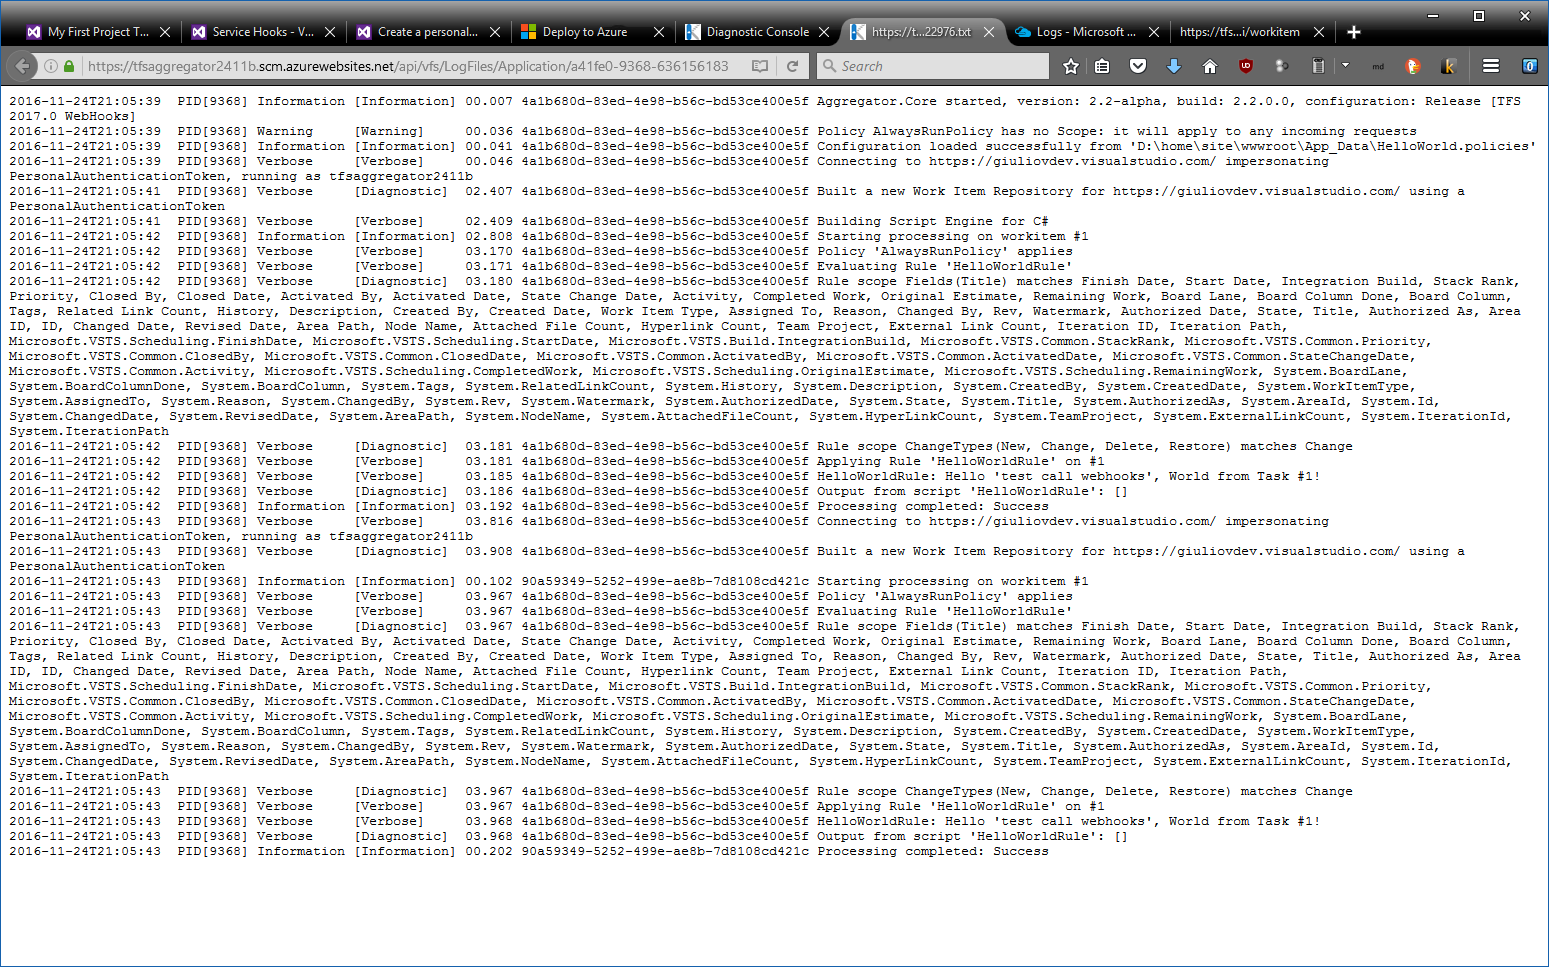 My First Project T...
Service Hooks - V...
Create a personal...
Deploy to Azure
Diagnostic Console
https://t...22976.txt
Logs - Microsoft ...
https://tfs...i/workitem
https://tfsaggregator2411b.scm.azurewebsites.net/api/vfs/LogFiles/Application/a41fe0-9368-636156183
Search
md
2016-11-24T21:05:39  PID[9368] Information [Information] 00.007 4a1b680d-83ed-4e98-b56c-bd53ce400e5f Aggregator.Core started, version: 2.2-alpha, build: 2.2.0.0, configuration: Release [TFS
2017.0 WebHooks]
2016-11-24T21:05:39  PID[9368] Warning     [Warning]     00.036 4a1b680d-83ed-4e98-b56c-bd53ce400e5f Policy AlwaysRunPolicy has no Scope: it will apply to any incoming requests
2016-11-24T21:05:39  PID[9368] Information [Information] 00.041 4a1b680d-83ed-4e98-b56c-bd53ce400e5f Configuration loaded successfully from 'D:\home\site\wwwroot\App_Data\HelloWorld.policies'
2016-11-24T21:05:39  PID[9368] Verbose     [Verbose]     00.046 4a1b680d-83ed-4e98-b56c-bd53ce400e5f Connecting to https://giuliovdev.visualstudio.com/ impersonating
PersonalAuthenticationToken, running as tfsaggregator2411b
2016-11-24T21:05:41  PID[9368] Verbose     [Diagnostic]  02.407 4a1b680d-83ed-4e98-b56c-bd53ce400e5f Built a new Work Item Repository for https://giuliovdev.visualstudio.com/ using a
PersonalAuthenticationToken
2016-11-24T21:05:41  PID[9368] Verbose     [Verbose]     02.409 4a1b680d-83ed-4e98-b56c-bd53ce400e5f Building Script Engine for C#
2016-11-24T21:05:42  PID[9368] Information [Information] 02.808 4a1b680d-83ed-4e98-b56c-bd53ce400e5f Starting processing on workitem #1
2016-11-24T21:05:42  PID[9368] Verbose     [Verbose]     03.170 4a1b680d-83ed-4e98-b56c-bd53ce400e5f Policy 'AlwaysRunPolicy' applies
2016-11-24T21:05:42  PID[9368] Verbose     [Verbose]     03.171 4a1b680d-83ed-4e98-b56c-bd53ce400e5f Evaluating Rule 'HelloWorldRule'
2016-11-24T21:05:42  PID[9368] Verbose     [Diagnostic]  03.180 4a1b680d-83ed-4e98-b56c-bd53ce400e5f Rule scope Fields(Title) matches Finish Date, Start Date, Integration Build, Stack Rank,
Priority, Closed By, Closed Date, Activated By, Activated Date, State Change Date, Activity, Completed Work, Original Estimate, Remaining Work, Board Lane, Board Column Done, Board Column,
Tags, Related Link Count, History, Description, Created By, Created Date, Work Item Type, Assigned To, Reason, Changed By, Rev, Watermark, Authorized Date, State, Title, Authorized As, Area
ID, ID, Changed Date, Revised Date, Area Path, Node Name, Attached File Count, Hyperlink Count, Team Project, External Link Count, Iteration ID, Iteration Path,
Microsoft.VSTS.Scheduling.FinishDate, Microsoft.VSTS.Scheduling.StartDate, Microsoft.VSTS.Build.IntegrationBuild, Microsoft.VSTS.Common.StackRank, Microsoft.VSTS.Common.Priority,
Microsoft.VSTS.Common.ClosedBy, Microsoft.VSTS.Common.ClosedDate, Microsoft.VSTS.Common.ActivatedBy, Microsoft.VSTS.Common.ActivatedDate, Microsoft.VSTS.Common.StateChangeDate,
Microsoft.VSTS.Common.Activity, Microsoft.VSTS.Scheduling.CompletedWork, Microsoft.VSTS.Scheduling.OriginalEstimate, Microsoft.VSTS.Scheduling.RemainingWork, System.BoardLane,
System.BoardColumnDone, System.BoardColumn, System.Tags, System.RelatedLinkCount, System.History, System.Description, System.CreatedBy, System.CreatedDate, System.WorkItemType,
System.AssignedTo, System.Reason, System.ChangedBy, System.Rev, System.Watermark, System.AuthorizedDate, System.State, System.Title, System.AuthorizedAs, System.AreaId, System.Id,
System.ChangedDate, System.RevisedDate, System.AreaPath, System.NodeName, System.AttachedFileCount, System.HyperLinkCount, System.TeamProject, System.ExternalLinkCount, System.IterationId,
System.IterationPath
2016-11-24T21:05:42  PID[9368] Verbose     [Diagnostic]  03.181 4a1b680d-83ed-4e98-b56c-bd53ce400e5f Rule scope ChangeTypes(New, Change, Delete, Restore) matches Change
2016-11-24T21:05:42  PID[9368] Verbose     [Verbose]     03.181 4a1b680d-83ed-4e98-b56c-bd53ce400e5f Applying Rule 'HelloWorldRule' on #1
2016-11-24T21:05:42  PID[9368] Verbose     [Verbose]     03.185 4a1b680d-83ed-4e98-b56c-bd53ce400e5f HelloWorldRule: Hello 'test call webhooks', World from Task #1!
2016-11-24T21:05:42  PID[9368] Verbose     [Diagnostic]  03.186 4a1b680d-83ed-4e98-b56c-bd53ce400e5f Output from script 'HelloWorldRule': []
2016-11-24T21:05:42  PID[9368] Information [Information] 03.192 4a1b680d-83ed-4e98-b56c-bd53ce400e5f Processing completed: Success
2016-11-24T21:05:43  PID[9368] Verbose     [Verbose]     03.816 4a1b680d-83ed-4e98-b56c-bd53ce400e5f Connecting to https://giuliovdev.visualstudio.com/ impersonating
PersonalAuthenticationToken, running as tfsaggregator2411b
2016-11-24T21:05:43  PID[9368] Verbose     [Diagnostic]  03.908 4a1b680d-83ed-4e98-b56c-bd53ce400e5f Built a new Work Item Repository for https://giuliovdev.visualstudio.com/ using a
PersonalAuthenticationToken
2016-11-24T21:05:43  PID[9368] Information [Information] 00.102 90a59349-5252-499e-ae8b-7d8108cd421c Starting processing on workitem #1
2016-11-24T21:05:43  PID[9368] Verbose     [Verbose]     03.967 4a1b680d-83ed-4e98-b56c-bd53ce400e5f Policy 'AlwaysRunPolicy' applies
2016-11-24T21:05:43  PID[9368] Verbose     [Verbose]     03.967 4a1b680d-83ed-4e98-b56c-bd53ce400e5f Evaluating Rule 'HelloWorldRule'
2016-11-24T21:05:43  PID[9368] Verbose     [Diagnostic]  03.967 4a1b680d-83ed-4e98-b56c-bd53ce400e5f Rule scope Fields(Title) matches Finish Date, Start Date, Integration Build, Stack Rank,
Priority, Closed By, Closed Date, Activated By, Activated Date, State Change Date, Activity, Completed Work, Original Estimate, Remaining Work, Board Lane, Board Column Done, Board Column,
Tags, Related Link Count, History, Description, Created By, Created Date, Work Item Type, Assigned To, Reason, Changed By, Rev, Watermark, Authorized Date, State, Title, Authorized As, Area
ID, ID, Changed Date, Revised Date, Area Path, Node Name, Attached File Count, Hyperlink Count, Team Project, External Link Count, Iteration ID, Iteration Path,
Microsoft.VSTS.Scheduling.FinishDate, Microsoft.VSTS.Scheduling.StartDate, Microsoft.VSTS.Build.IntegrationBuild, Microsoft.VSTS.Common.StackRank, Microsoft.VSTS.Common.Priority,
Microsoft.VSTS.Common.ClosedBy, Microsoft.VSTS.Common.ClosedDate, Microsoft.VSTS.Common.ActivatedBy, Microsoft.VSTS.Common.ActivatedDate, Microsoft.VSTS.Common.StateChangeDate,
Microsoft.VSTS.Common.Activity, Microsoft.VSTS.Scheduling.CompletedWork, Microsoft.VSTS.Scheduling.OriginalEstimate, Microsoft.VSTS.Scheduling.RemainingWork, System.BoardLane,
System.BoardColumnDone, System.BoardColumn, System.Tags, System.RelatedLinkCount, System.History, System.Description, System.CreatedBy, System.CreatedDate, System.WorkItemType,
System.AssignedTo, System.Reason, System.ChangedBy, System.Rev, System.Watermark, System.AuthorizedDate, System.State, System.Title, System.AuthorizedAs, System.AreaId, System.Id,
System.ChangedDate, System.RevisedDate, System.AreaPath, System.NodeName, System.AttachedFileCount, System.HyperLinkCount, System.TeamProject, System.ExternalLinkCount, System.IterationId,
System.IterationPath
2016-11-24T21:05:43  PID[9368] Verbose     [Diagnostic]  03.967 4a1b680d-83ed-4e98-b56c-bd53ce400e5f Rule scope ChangeTypes(New, Change, Delete, Restore) matches Change
2016-11-24T21:05:43  PID[9368] Verbose     [Verbose]     03.967 4a1b680d-83ed-4e98-b56c-bd53ce400e5f Applying Rule 'HelloWorldRule' on #1
2016-11-24T21:05:43  PID[9368] Verbose     [Verbose]     03.968 4a1b680d-83ed-4e98-b56c-bd53ce400e5f HelloWorldRule: Hello 'test call webhooks', World from Task #1!
2016-11-24T21:05:43  PID[9368] Verbose     [Diagnostic]  03.968 4a1b680d-83ed-4e98-b56c-bd53ce400e5f Output from script 'HelloWorldRule': []
2016-11-24T21:05:43  PID[9368] Information [Information] 00.202 90a59349-5252-499e-ae8b-7d8108cd421c Processing completed: Success